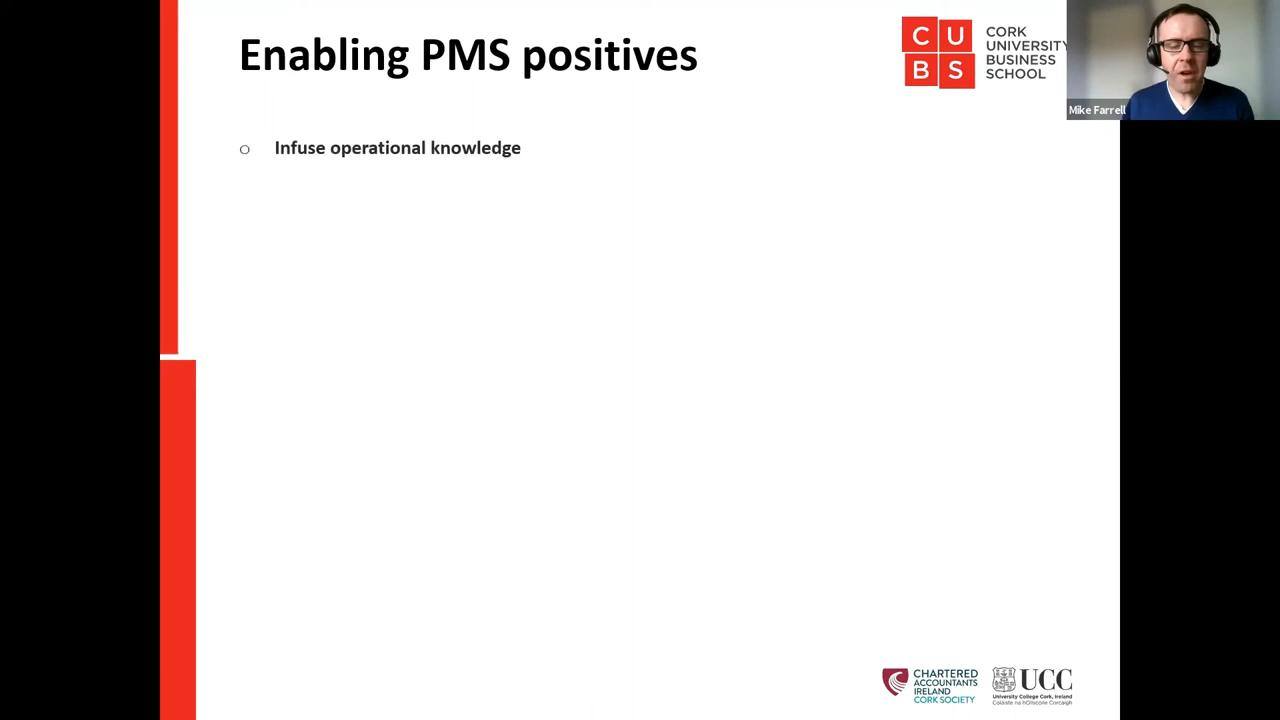 Enabling PMS positives
C U
B S
CORK
UNIVERSITY
BUSINESS
SCHOOL
Mike Farrell
o Infuse operational knowledge
CHARTERED
ACCOUNTANTS
IRELAND
CORK SOCIETY
UCC
University College Cork, Ireland
Coláiste na hOllscoile Corcaigh